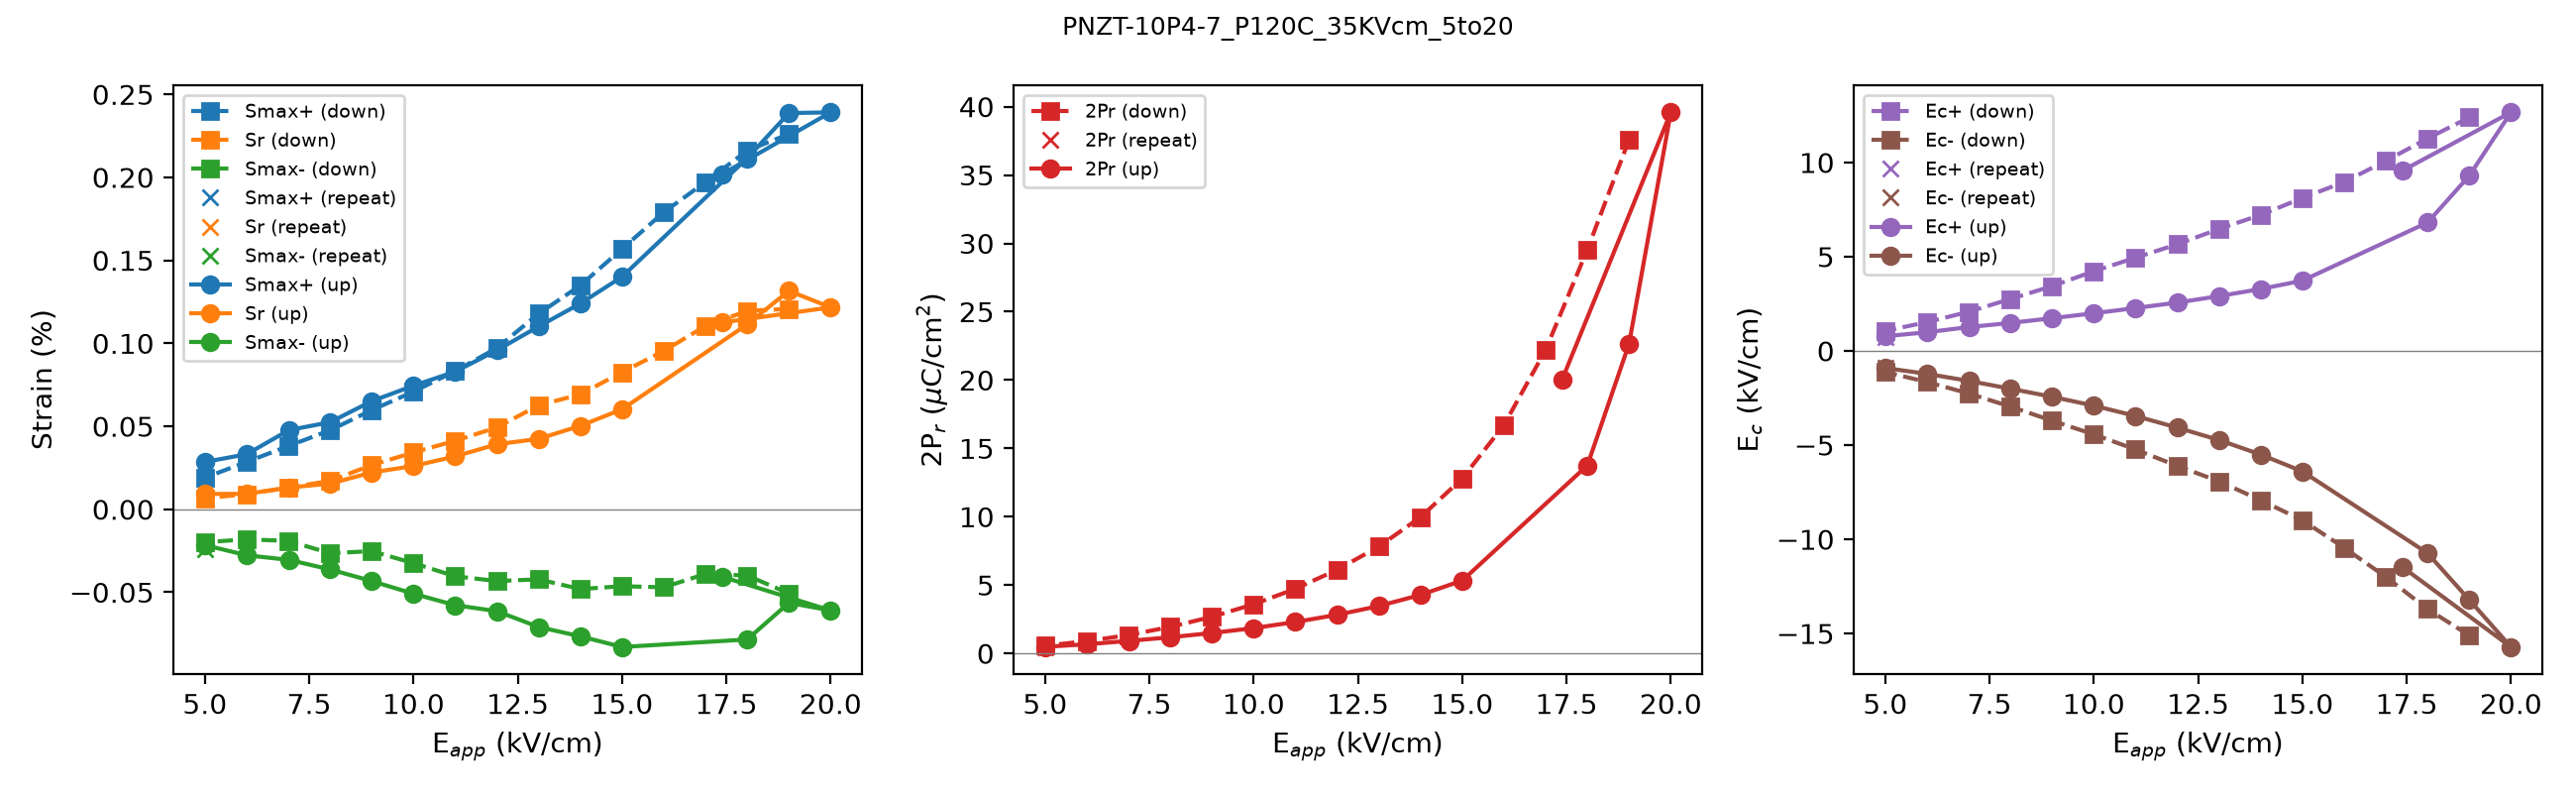 PNZT-10P4-7_P120C_35KVcm_5to20
Strain (%)
0.25
0.20
0.15
0.10
0.05
0.00
−0.05
Smax+ (down)
Sr (down)
Smax- (down)
Smax+ (repeat)
Sr (repeat)
Smax- (repeat)
Smax+ (up)
Sr (up)
Smax- (up)
5.0 7.5 10.0 12.5 15.0 17.5 20.0
E_app (kV/cm)
2P_r (μC/cm²)
40
35
30
25
20
15
10
5
0
2Pr (down)
2Pr (repeat)
2Pr (up)
5.0 7.5 10.0 12.5 15.0 17.5 20.0
E_app (kV/cm)
E_c (kV/cm)
10
5
0
−5
−10
−15
Ec+ (down)
Ec- (down)
Ec+ (repeat)
Ec- (repeat)
Ec+ (up)
Ec- (up)
5.0 7.5 10.0 12.5 15.0 17.5 20.0
E_app (kV/cm)